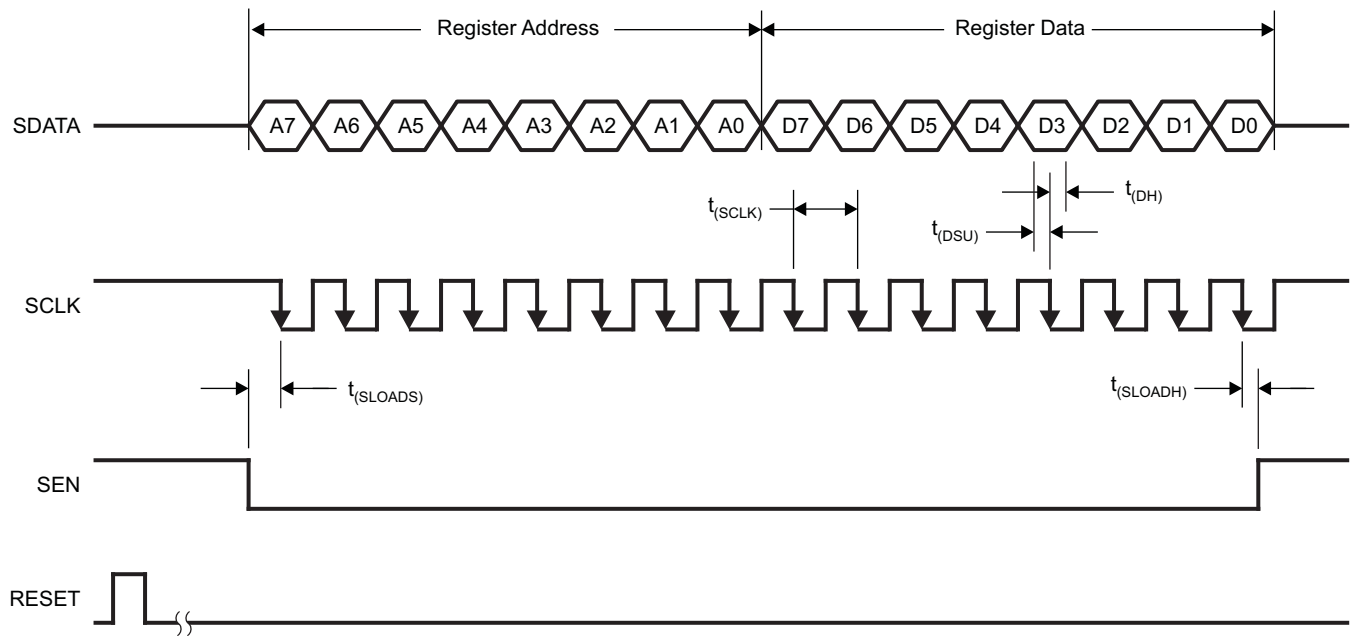 Register Address Register Data
SDATA A7 A6 A5 A4 A3 A2 A1 A0 D7 D6 D5 D4 D3 D2 D1 D0
t(DH)
t(SCLK)
t(DSU)
SCLK
t(SLOADS) t(SLOADH)
SEN
RESET